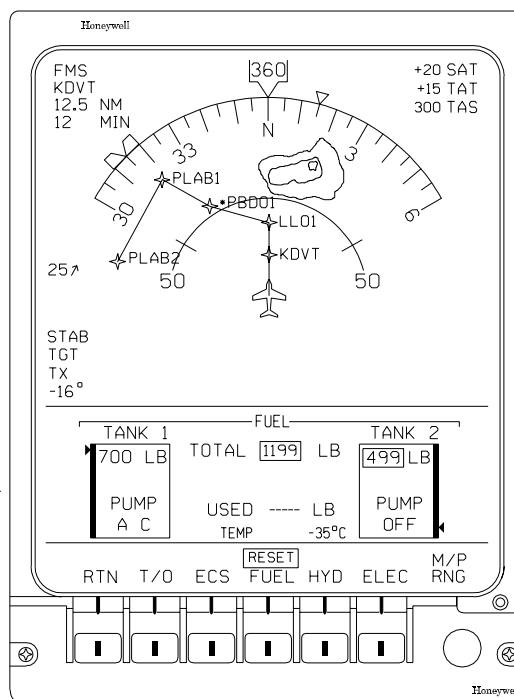 Honeywell
FMS
KDVT
12.5 NM
12 MIN
360
+20 SAT
+15 TAT
300 TAS
N
33
3
30
6
PLAB1
*PBD01
LL01
KDVT
PLAB2
25
50
50
STAB
TGT
TX
-16°
FUEL
TANK 1
TANK 2
700 LB
TOTAL 1199 LB
499 LB
PUMP
A C
USED ----- LB
PUMP
OFF
TEMP -35°C
RESET
RTN T/O ECS FUEL HYD ELEC M/P
RNG